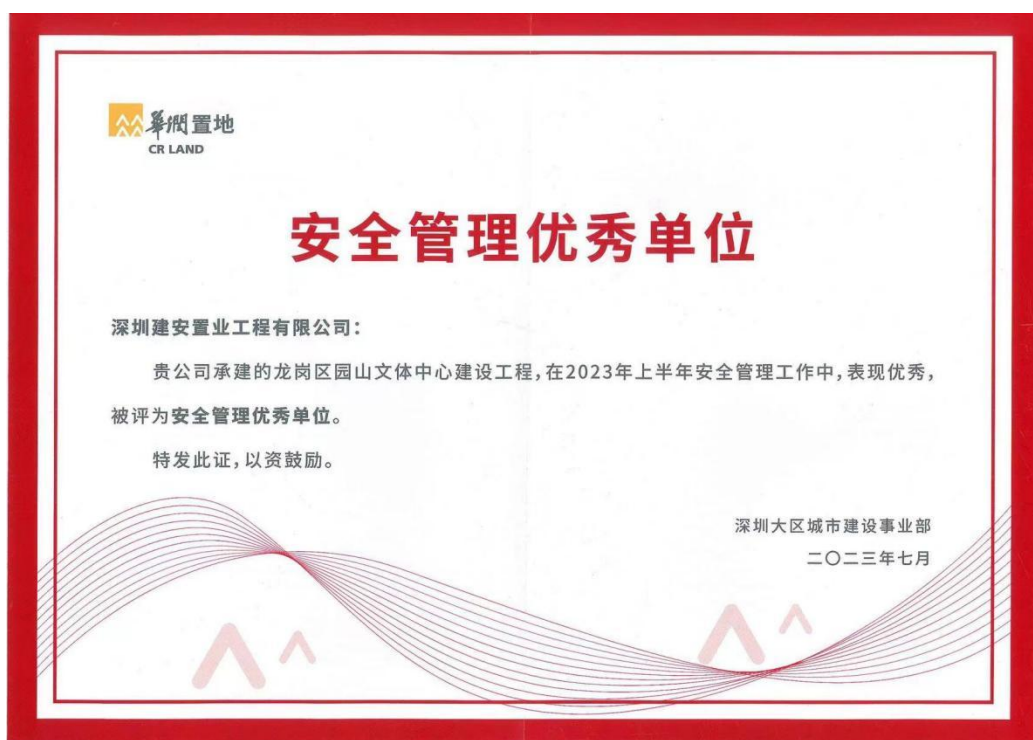 華润置地
CR LAND
安全管理优秀单位
深圳建安置业工程有限公司：
贵公司承建的龙岗区园山文体中心建设工程，在2023年上半年安全管理工作中，表现优秀，
被评为安全管理优秀单位。
特发此证，以资鼓励。
深圳大区城市建设事业部
二〇二三年七月